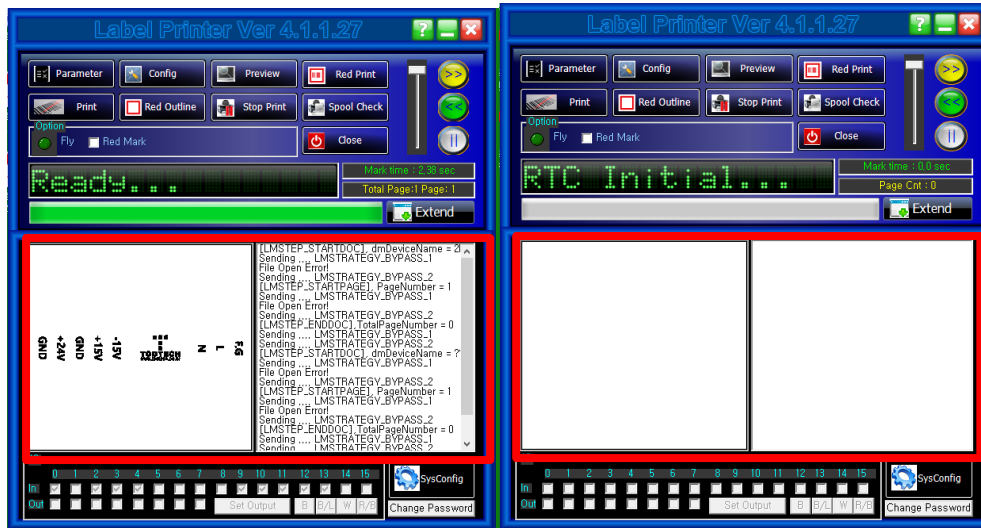 Label Printer Ver 4.1.1.27
?
Parameter
Config
Preview
Red Print
>>
Print
Red Outline
Stop Print
Spool Check
<<
Option
Fly
Red Mark
Close
Ready...
Mark time : 2,38 sec
Total Page:1 Page: 1
Extend
GND
+24V
GND
+15V
-15V
N
L
F.G
[LMSTEP_STARTDOC], dmDeviceName = 2
Sending ..., LMSTRATEGY_BYPASS_1
File Open Error!
Sending ..., LMSTRATEGY_BYPASS_2
[LMSTEP_STARTPAGE], PageNumber = 1
Sending ..., LMSTRATEGY_BYPASS_1
File Open Error!
Sending ..., LMSTRATEGY_BYPASS_2
[LMSTEP_ENDDOC],TotalPageNumber = 0
Sending ..., LMSTRATEGY_BYPASS_1
Sending ..., LMSTRATEGY_BYPASS_2
[LMSTEP_STARTDOC], dmDeviceName = ?
Sending ..., LMSTRATEGY_BYPASS_1
File Open Error!
Sending ..., LMSTRATEGY_BYPASS_2
[LMSTEP_STARTPAGE], PageNumber = 1
Sending ..., LMSTRATEGY_BYPASS_1
File Open Error!
Sending ..., LMSTRATEGY_BYPASS_2
[LMSTEP_ENDDOC],TotalPageNumber = 0
Sending ..., LMSTRATEGY_BYPASS_1
Sending ..., LMSTRATEGY_BYPASS_2
0 1 2 3 4 5 6 7 8 9 10 11 12 13 14 15
In
Out
Set Output
B
B/L
W
R/B
SysConfig
Change Password
Label Printer Ver 4.1.1.27
?
Parameter
Config
Preview
Red Print
>>
Print
Red Outline
Stop Print
Spool Check
<<
Option
Fly
Red Mark
Close
RTC Initial...
Mark time : 0,0 sec
Page Cnt : 0
Extend
0 1 2 3 4 5 6 7 8 9 10 11 12 13 14 15
In
Out
Set Output
B
B/L
W
R/B
SysConfig
Change Password